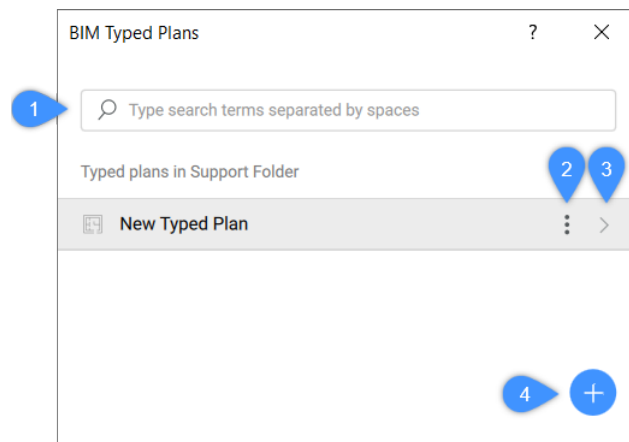 BIM Typed Plans ?
1 Type search terms separated by spaces
Typed plans in Support Folder 2 3
New Typed Plan
4